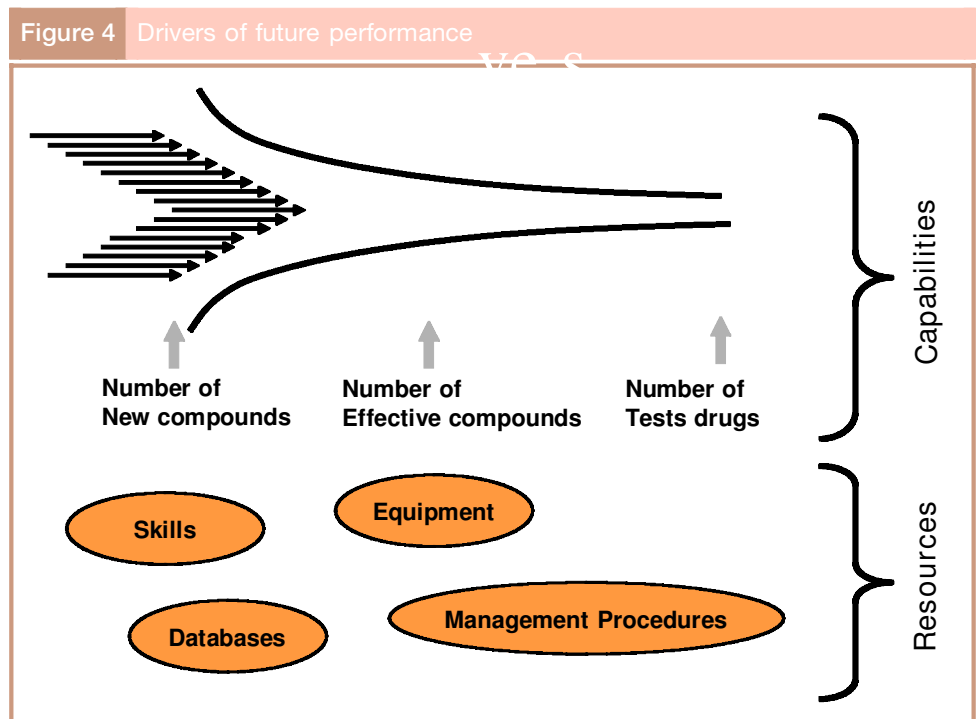 Figure 4 Drivers of future performance
Number of
New compounds
Number of
Effective compounds
Number of
Tests drugs
Capabilities
Skills
Equipment
Databases
Management Procedures
Resources